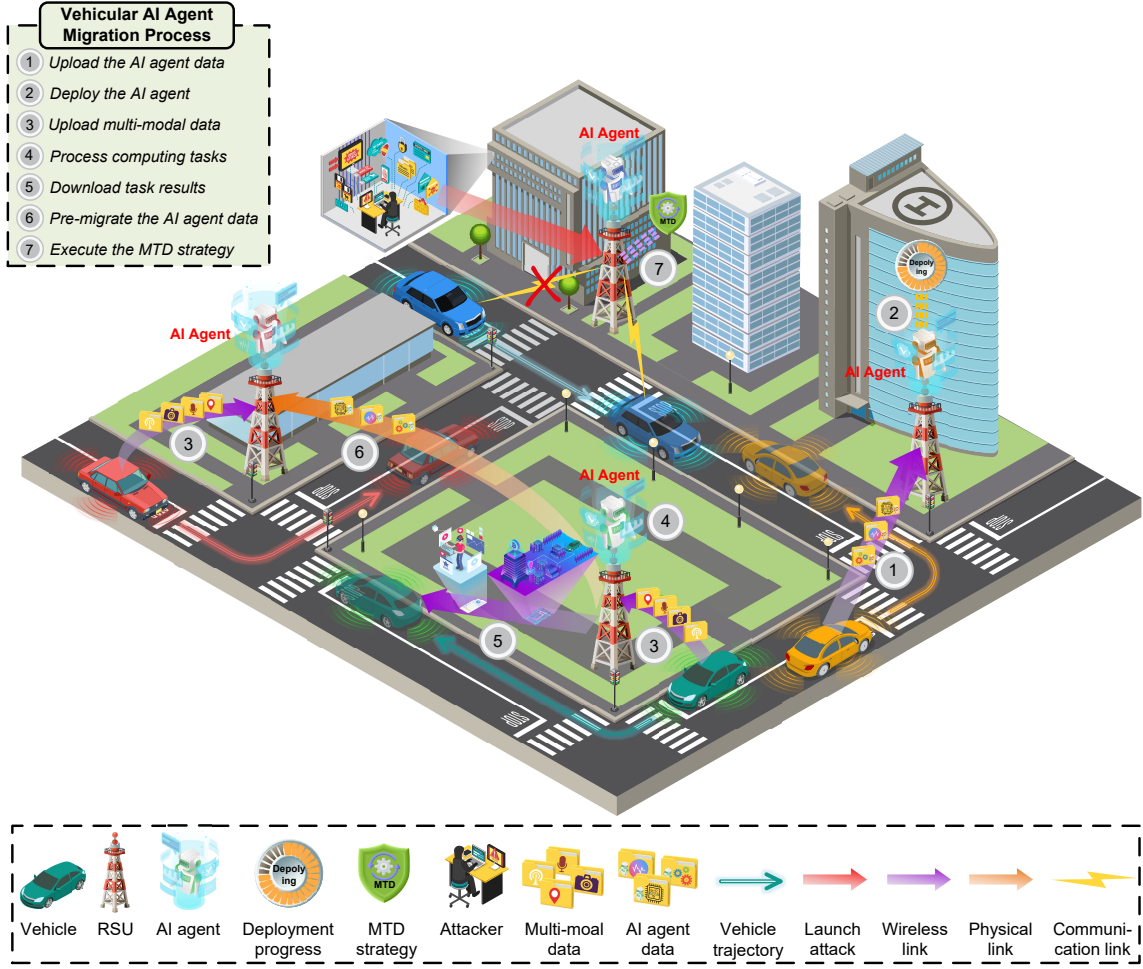 Vehicular AI Agent
Migration Process
1 Upload the AI agent data
2 Deploy the AI agent
3 Upload multi-modal data
4 Process computing tasks
5 Download task results
6 Pre-migrate the AI agent data
7 Execute the MTD strategy
AI Agent
MTD
7
H
Depoly
ing
2
AI Agent
AI Agent
3
6
AI Agent
4
1
5
3
Depoly
ing
MTD
Vehicle
RSU
AI agent
Deployment
progress
MTD
strategy
Attacker
Multi-moal
data
AI agent
data
Vehicle
trajectory
Launch
attack
Wireless
link
Physical
link
Communi-
cation link